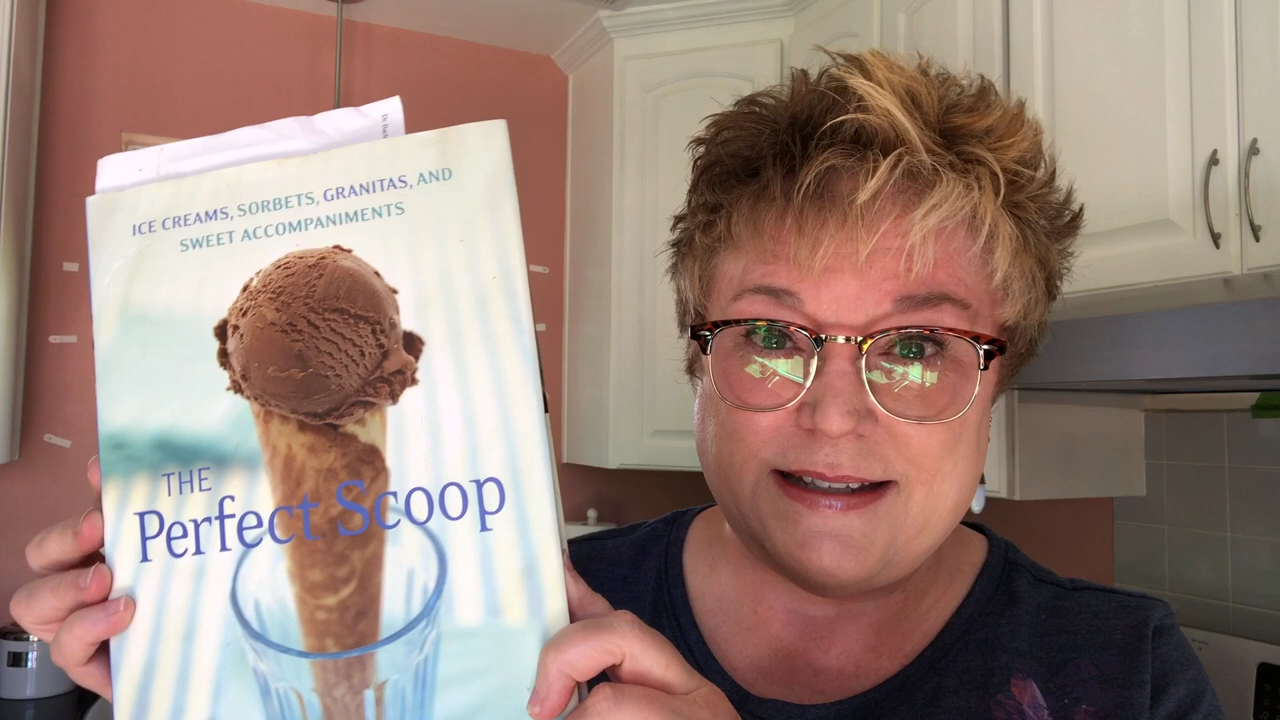 ICE CREAMS, SORBETS, GRANITAS, AND
SWEET ACCOMPANIMENTS
THE
Perfect Scoop